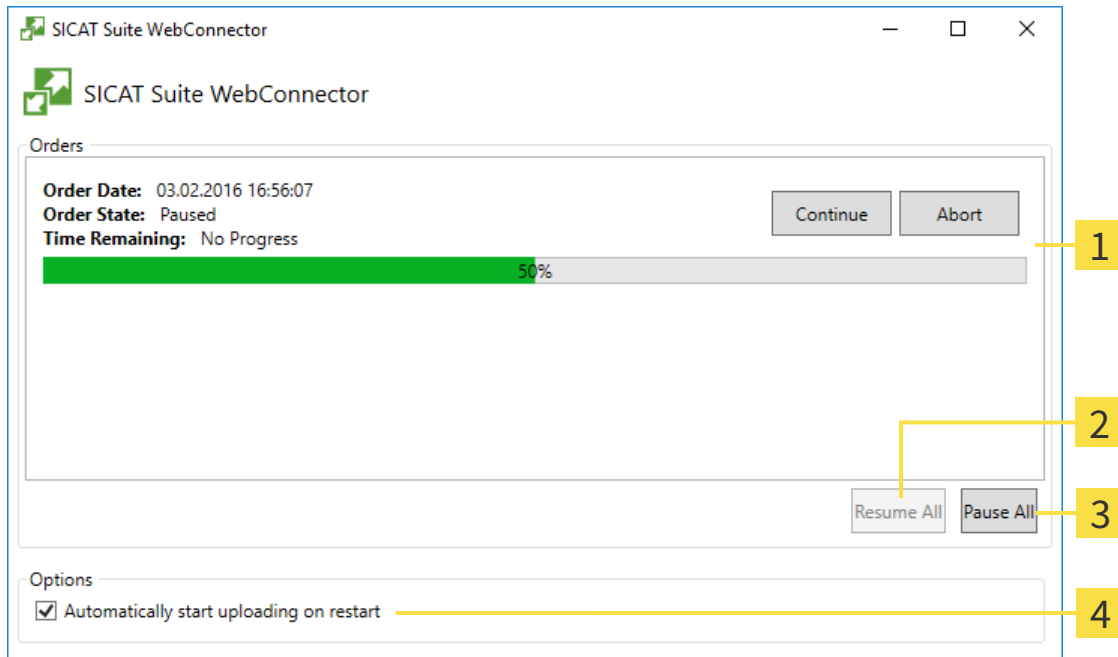 SICAT Suite WebConnector
SICAT Suite WebConnector
Orders
Order Date: 03.02.2016 16:56:07
Order State: Paused
Time Remaining: No Progress
Continue
Abort
1
50%
2
Resume All
Pause All
3
Options
Automatically start uploading on restart
4